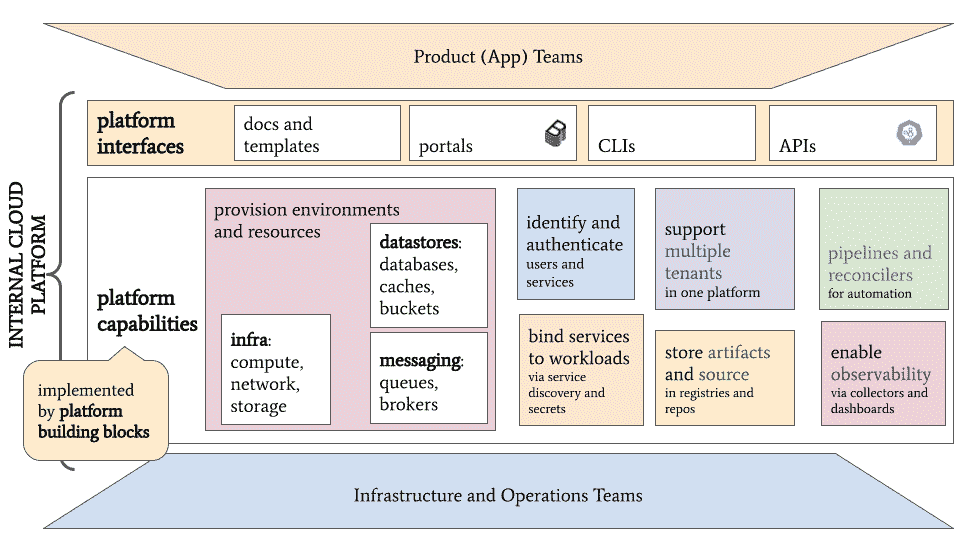 Product (App) Teams
INTERNAL CLOUD
PLATFORM
platform
interfaces
docs and
templates
portals
CLIs
APIs
platform
capabilities
implemented
by platform
building blocks
provision environments
and resources
infra:
compute,
network,
storage
datastores:
databases,
caches,
buckets
messaging:
queues,
brokers
identify and
authenticate
users and
services
support
multiple
tenants
in one platform
pipelines and
reconcilers
for automation
bind services
to workloads
via service
discovery and
secrets
store artifacts
and source
in registries and
repos
enable
observability
via collectors and
dashboards
Infrastructure and Operations Teams